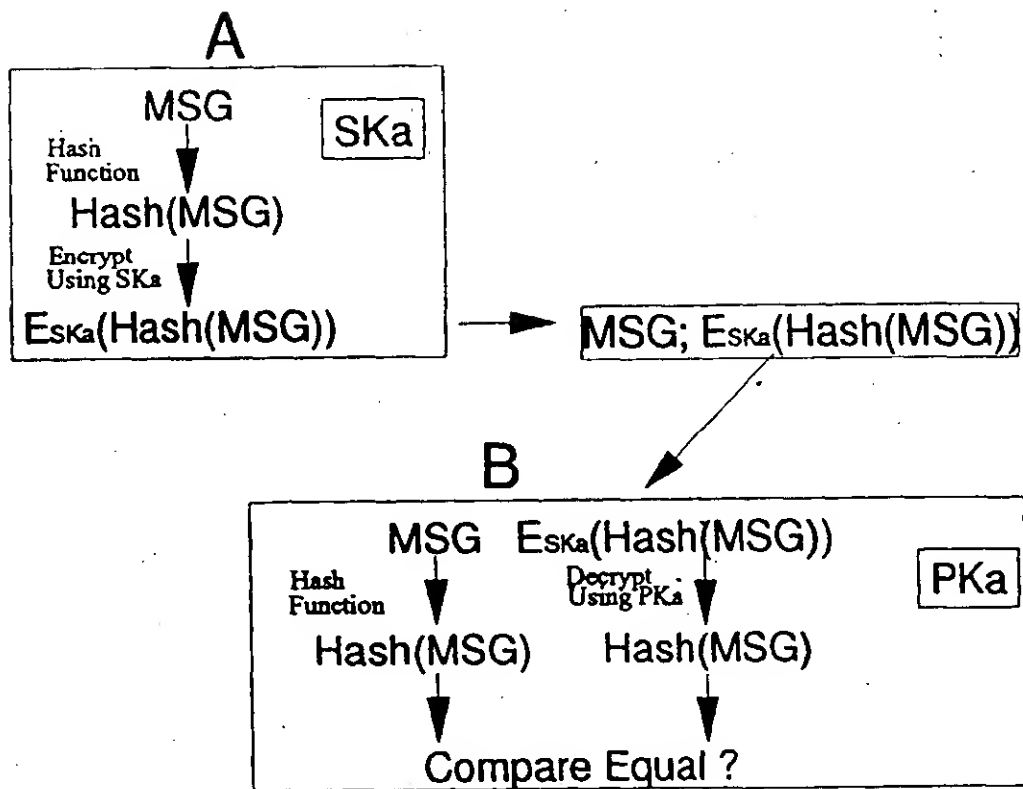 A
MSG
SKa
Hash
Function
Hash(MSG)
Encrypt
Using SKa
ESKa(Hash(MSG))
MSG; ESKa(Hash(MSG))
B
MSG ESKa(Hash(MSG))
PKa
Hash
Function
Decrypt
Using PKa
Hash(MSG) Hash(MSG)
Compare Equal ?